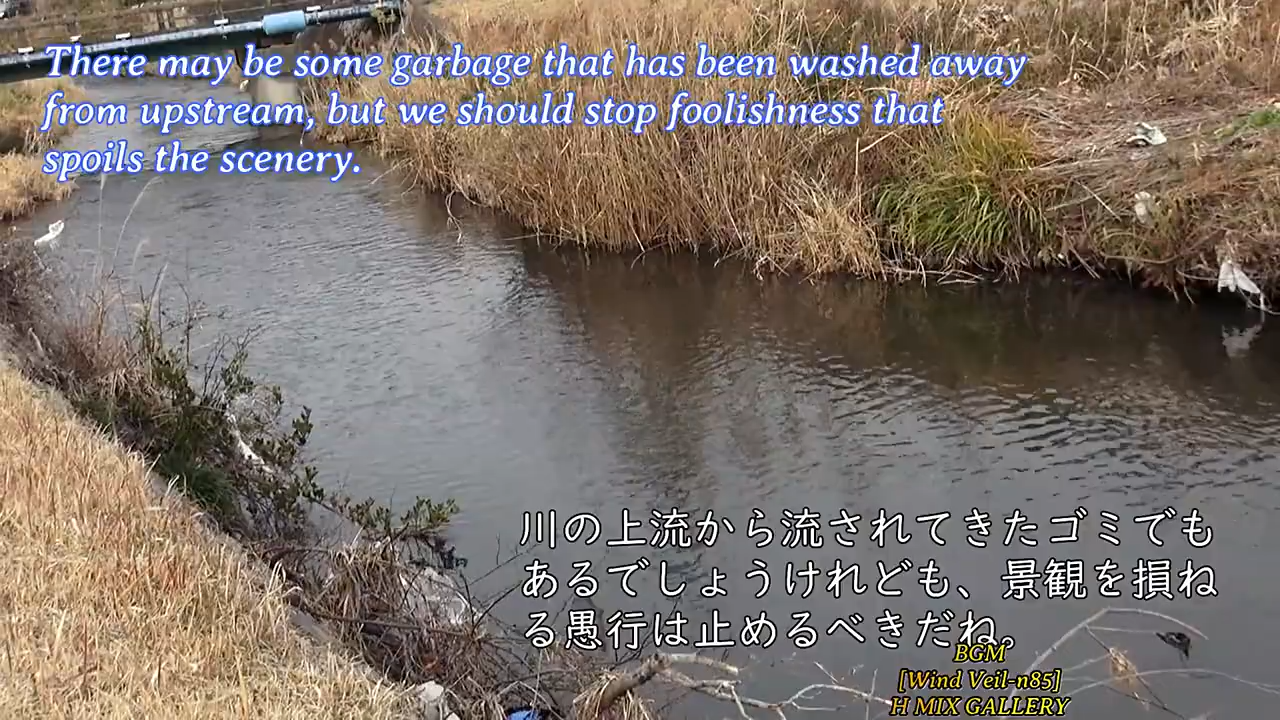 There may be some garbage that has been washed away
from upstream, but we should stop foolishness that
spoils the scenery.
川の上流から流されてきたゴミでも
あるでしょうけれども、景観を損ね
る愚行は止めるべきだね。
BGM
[Wind Veil-n85]
H MIX GALLERY